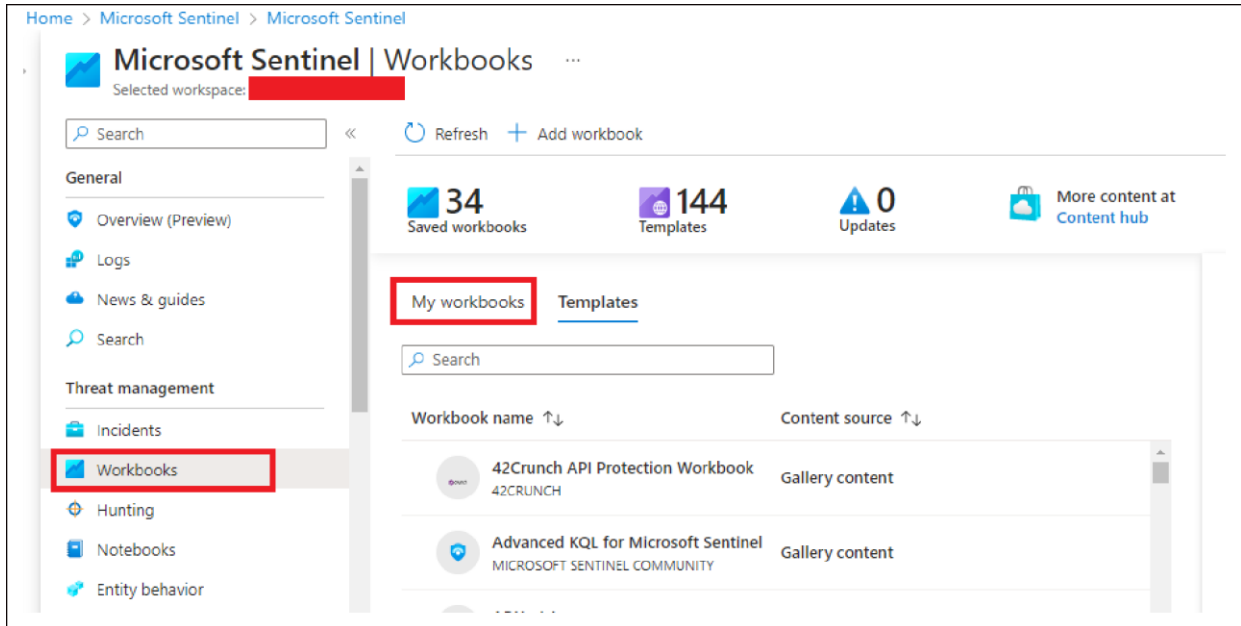 Home > Microsoft Sentinel > Microsoft Sentinel
Microsoft Sentinel | Workbooks ...
Selected workspace:
Search
«
Refresh + Add workbook
General
Overview (Preview)
Logs
News & guides
Search
Threat management
Incidents
Workbooks
Hunting
Notebooks
Entity behavior
34
Saved workbooks
144
Templates
0
Updates
More content at
Content hub
My workbooks Templates
Search
Workbook name ↑↓ Content source ↑↓
42Crunch API Protection Workbook
42CRUNCH
Gallery content
Advanced KQL for Microsoft Sentinel
MICROSOFT SENTINEL COMMUNITY
Gallery content